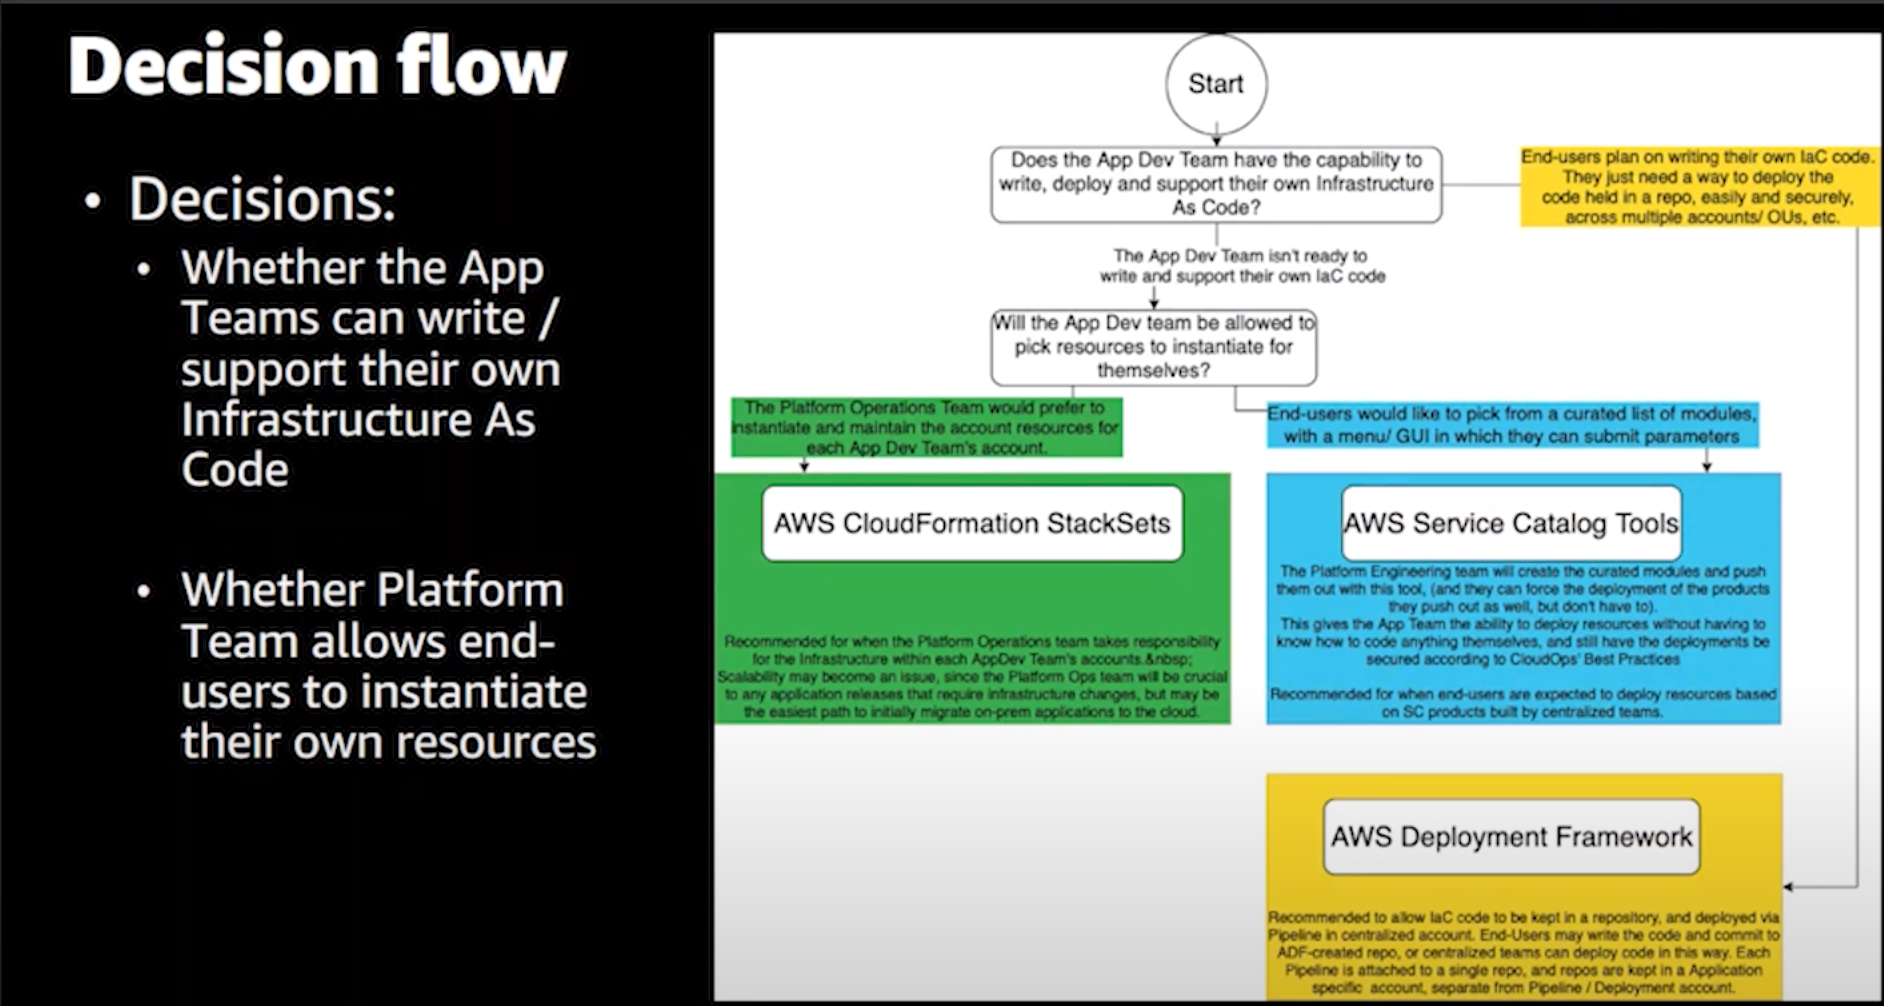 Decision flow
• Decisions:
• Whether the App
Teams can write /
support their own
Infrastructure As
Code
• Whether Platform
Team allows end-
users to instantiate
their own resources
Start
Does the App Dev Team have the capability to
write, deploy and support their own Infrastructure
As Code?
End-users plan on writing their own IaC code.
They just need a way to deploy the
code held in a repo, easily and securely,
across multiple accounts/ OUs, etc.
The App Dev Team isn't ready to
write and support their own IaC code
Will the App Dev team be allowed to
pick resources to instantiate for
themselves?
The Platform Operations Team would prefer to
instantiate and maintain the account resources for
each App Dev Team's account.
End-users would like to pick from a curated list of modules,
with a menu/ GUI in which they can submit parameters
AWS CloudFormation StackSets
Recommended for when the Platform Operations team takes responsibility
for the Infrastructure within each AppDev Team's accounts.&nbsp;
Scalability may become an issue, since the Platform Ops team will be crucial
to any application releases that require infrastructure changes, but may be
the easiest path to initially migrate on-prem applications to the cloud.
AWS Service Catalog Tools
The Platform Engineering team will create the curated modules and push
them out with this tool, (and they can force the deployment of the products
they push out as well, but don't have to).
This gives the App Team the ability to deploy resources without having to
know how to code anything themselves, and still have the deployments be
secured according to CloudOps' Best Practices
Recommended for when end-users are expected to deploy resources based
on SC products built by centralized teams.
AWS Deployment Framework
Recommended to allow IaC code to be kept in a repository, and deployed via
Pipeline in centralized account. End-Users may write the code and commit to
ADF-created repo, or centralized teams can deploy code in this way. Each
Pipeline is attached to a single repo, and repos are kept in a Application
specific account, separate from Pipeline / Deployment account.